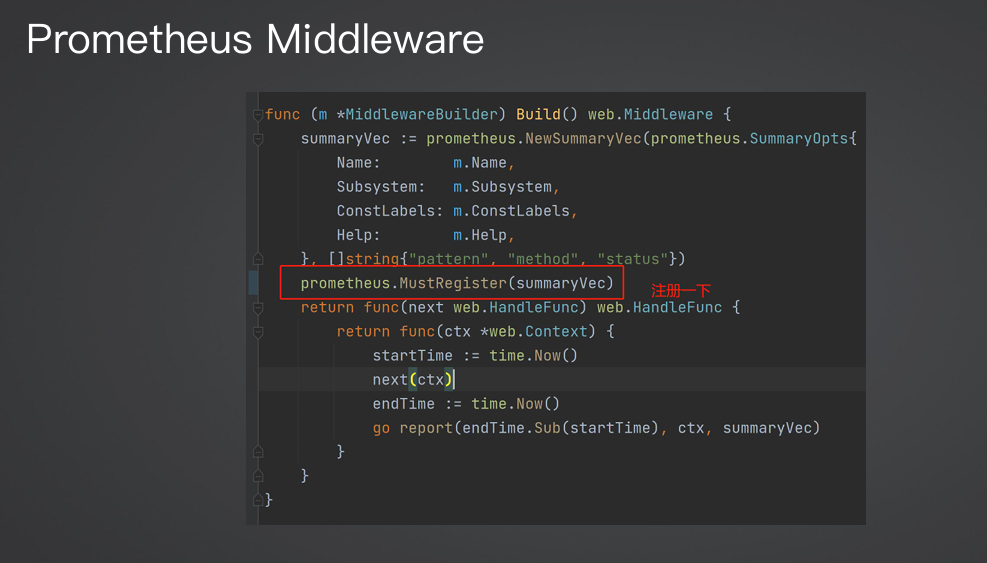 Prometheus Middleware
func (m *MiddlewareBuilder) Build() web.Middleware {
summaryVec := prometheus.NewSummaryVec(prometheus.SummaryOpts{
Name: m.Name,
Subsystem: m.Subsystem,
ConstLabels: m.ConstLabels,
Help: m.Help,
}, []string{"pattern", "method", "status"})
prometheus.MustRegister(summaryVec)
注册一下
return func(next web.HandleFunc) web.HandleFunc {
return func(ctx *web.Context) {
startTime := time.Now()
next(ctx)
endTime := time.Now()
go report(endTime.Sub(startTime), ctx, summaryVec)
}
}
}